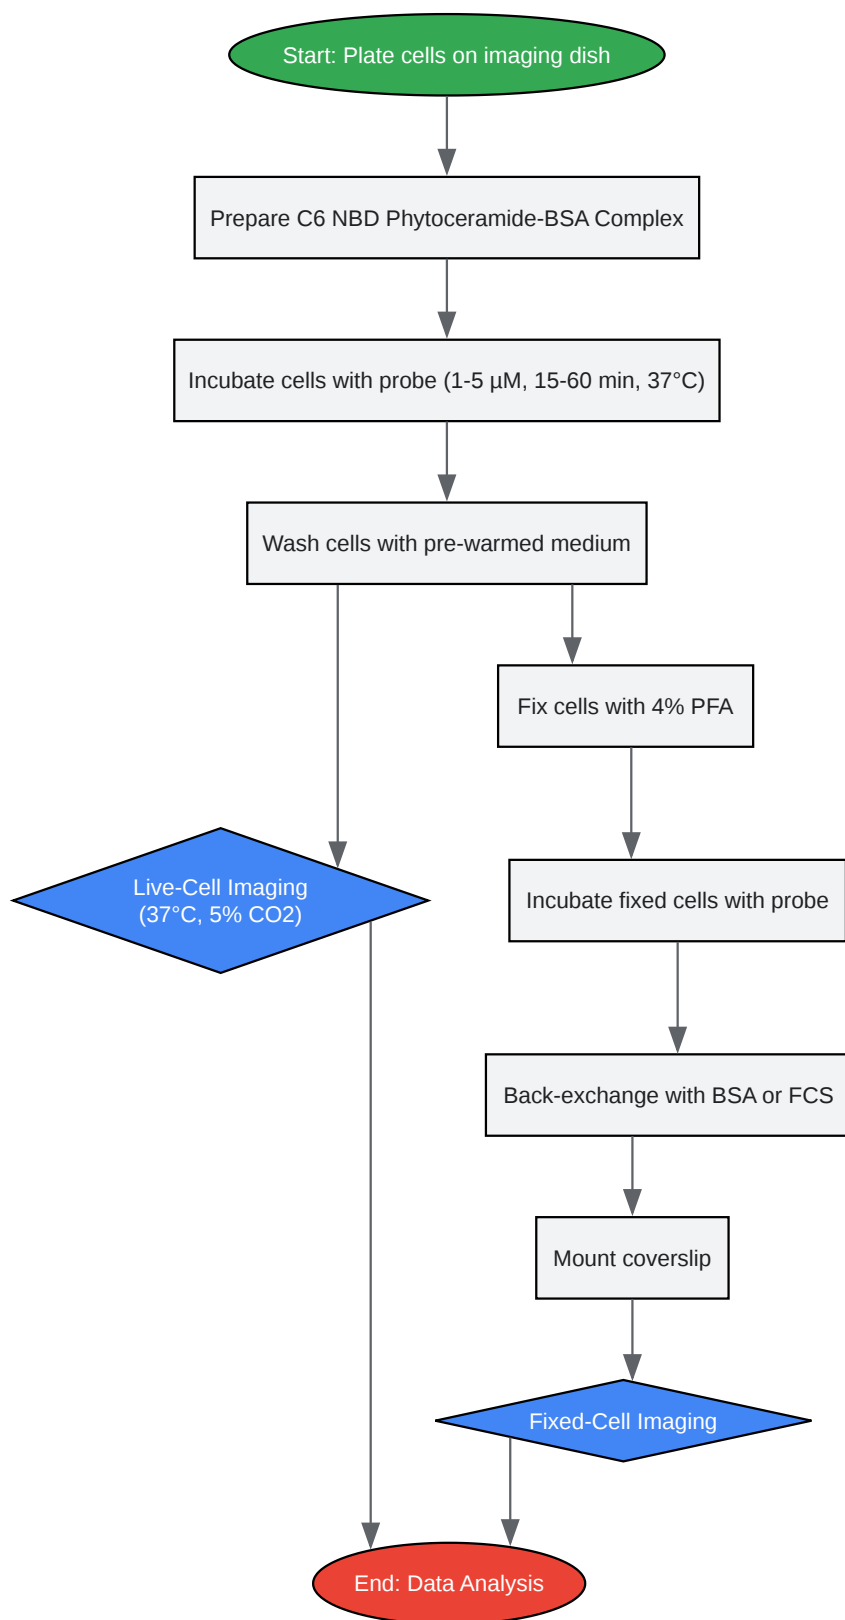 Start: Plate cells on imaging dish
Prepare C6 NBD Phytoceramide-BSA Complex
Incubate cells with probe (1-5 µM, 15-60 min, 37°C)
Wash cells with pre-warmed medium
Fix cells with 4% PFA
Live-Cell Imaging
(37°C, 5% CO2)
Incubate fixed cells with probe
Back-exchange with BSA or FCS
Mount coverslip
Fixed-Cell Imaging
End: Data Analysis